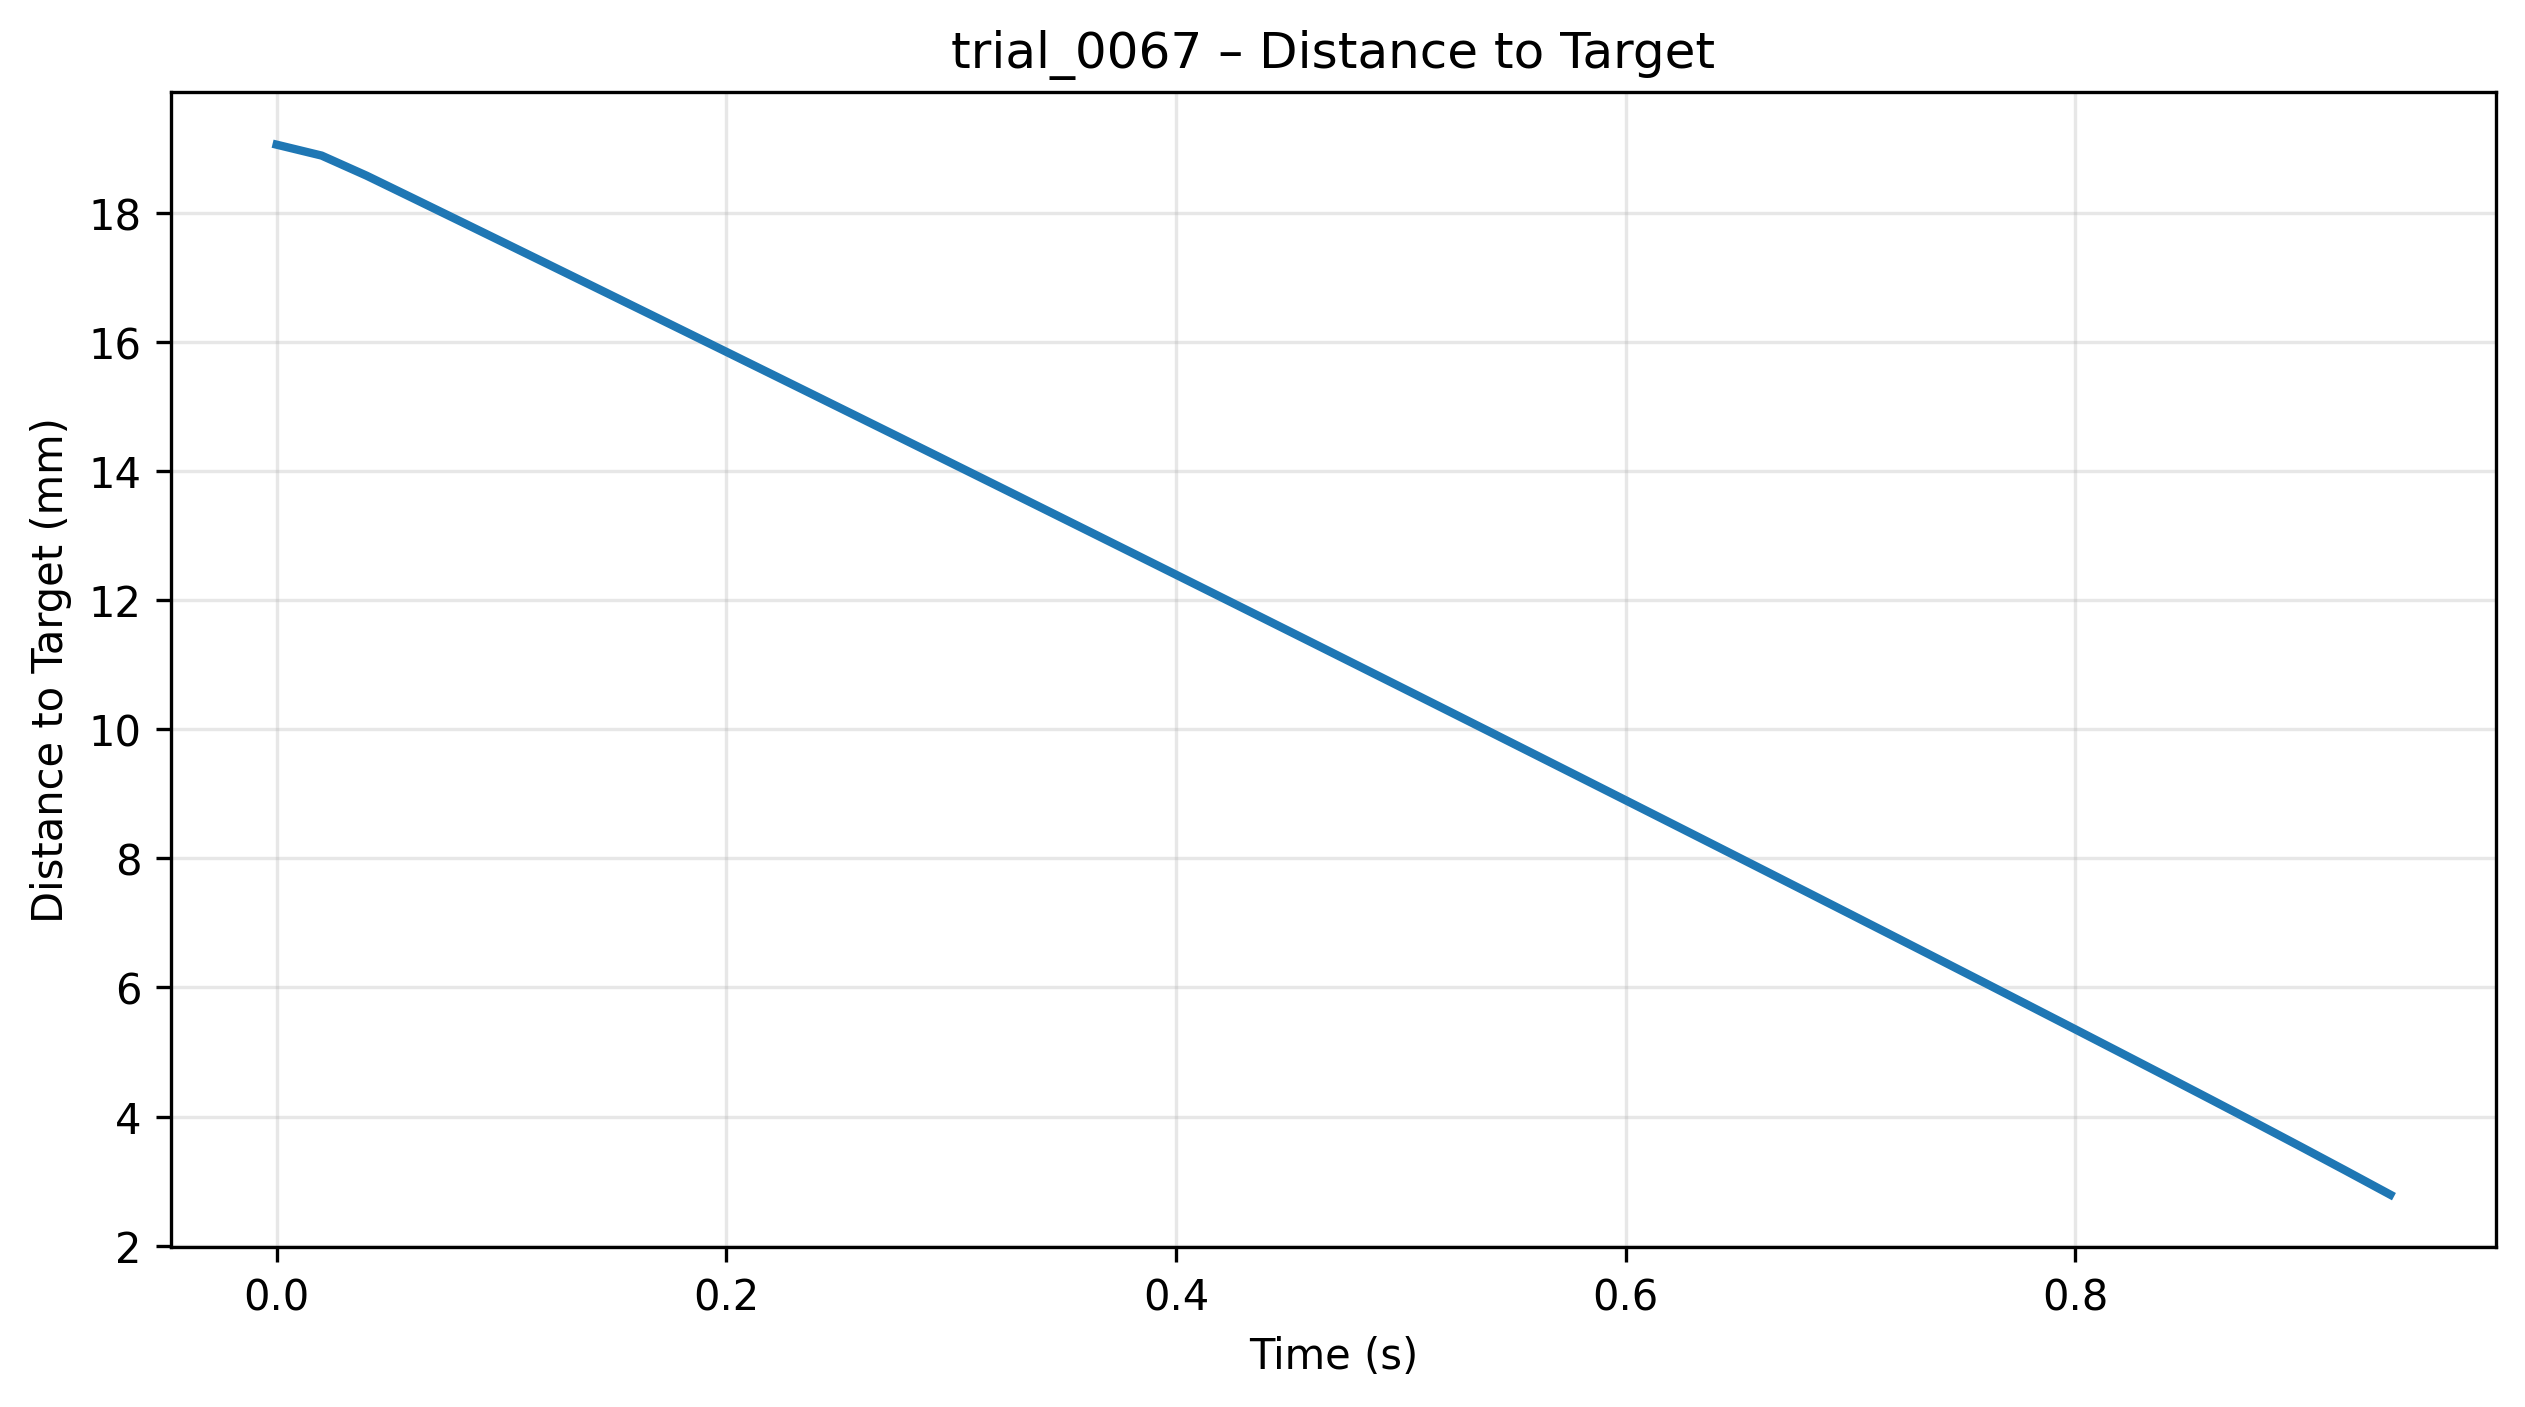 trial_0067 – Distance to Target
Distance to Target (mm)
18
16
14
12
10
8
6
4
2
0.0 0.2 0.4 0.6 0.8
Time (s)